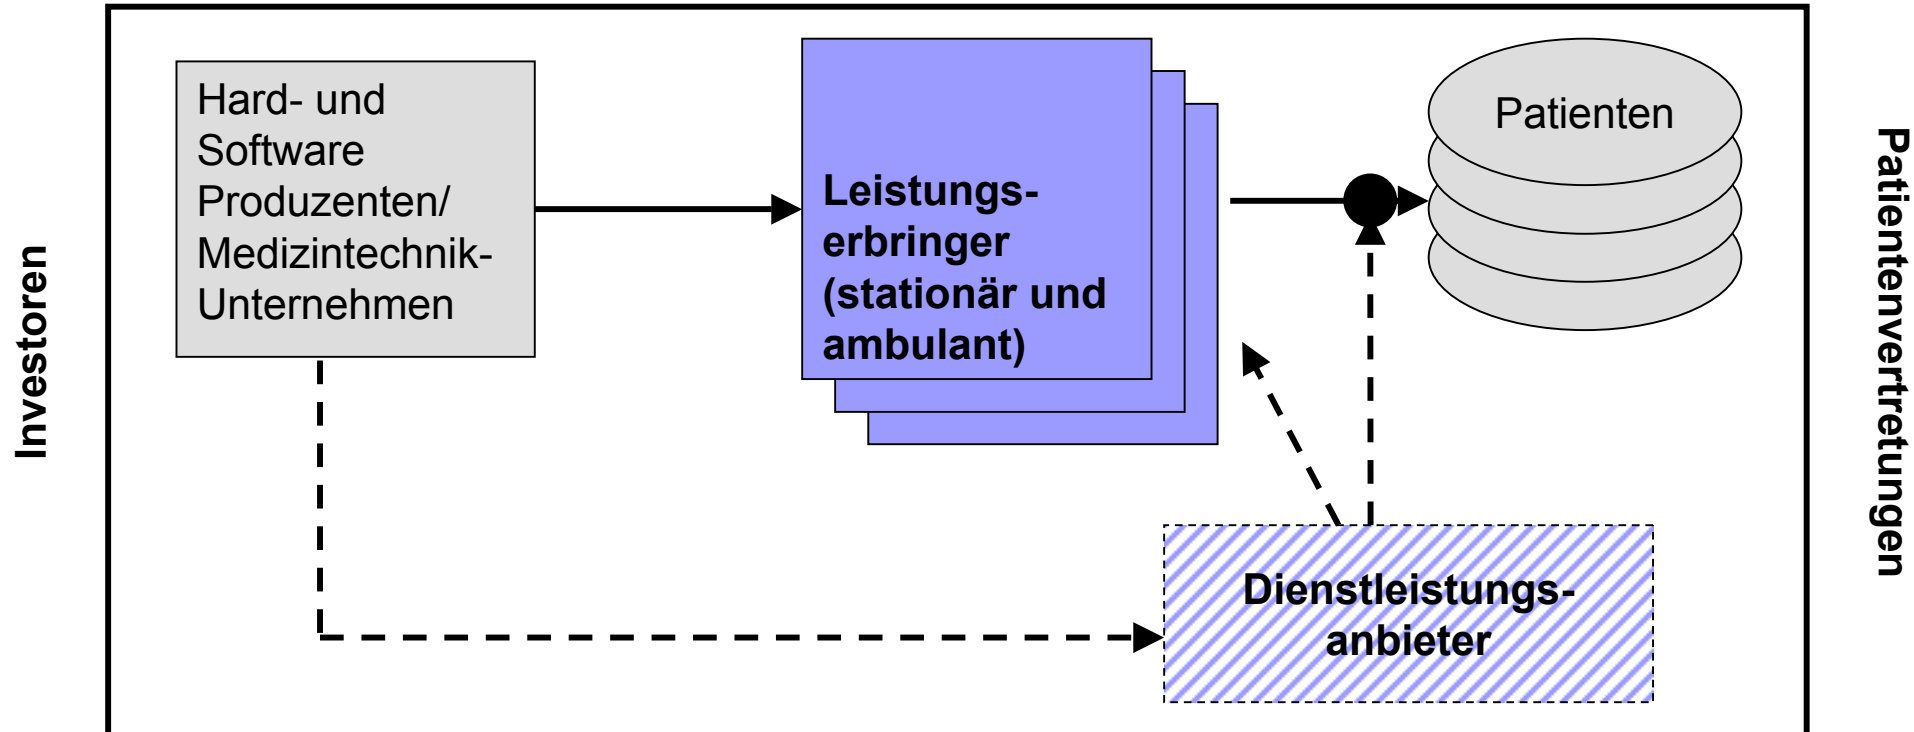 Investoren
Hard- und
Software
Produzenten/
Medizintechnik-
Unternehmen
Leistungs-
erbringer
(stationär und
ambulant)
Patienten
Dienstleistungs-
anbieter
Patientenvertretungen